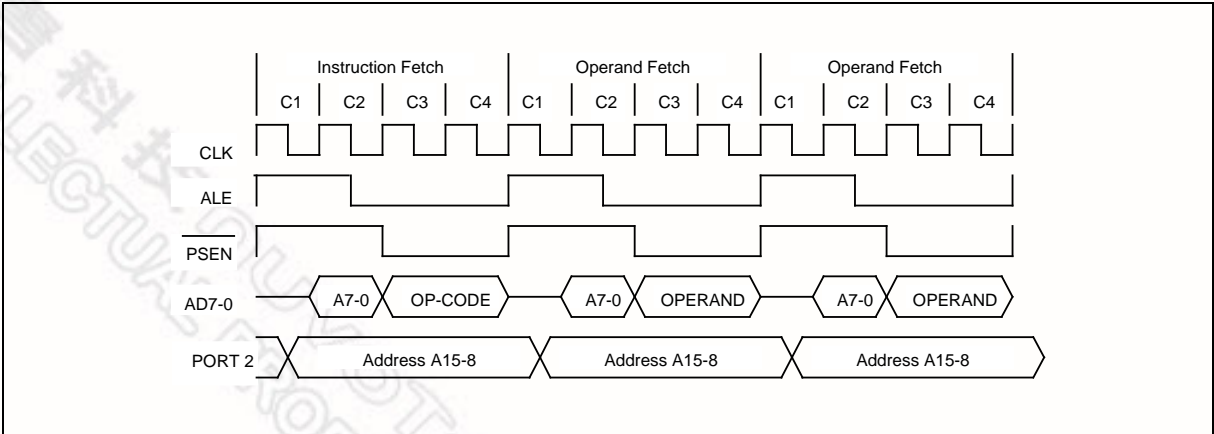 Instruction Fetch Operand Fetch Operand Fetch
C1 C2 C3 C4 C1 C2 C3 C4 C1 C2 C3 C4
CLK
ALE
PSEN
AD7-0 A7-0 OP-CODE A7-0 OPERAND A7-0 OPERAND
PORT 2 Address A15-8 Address A15-8 Address A15-8